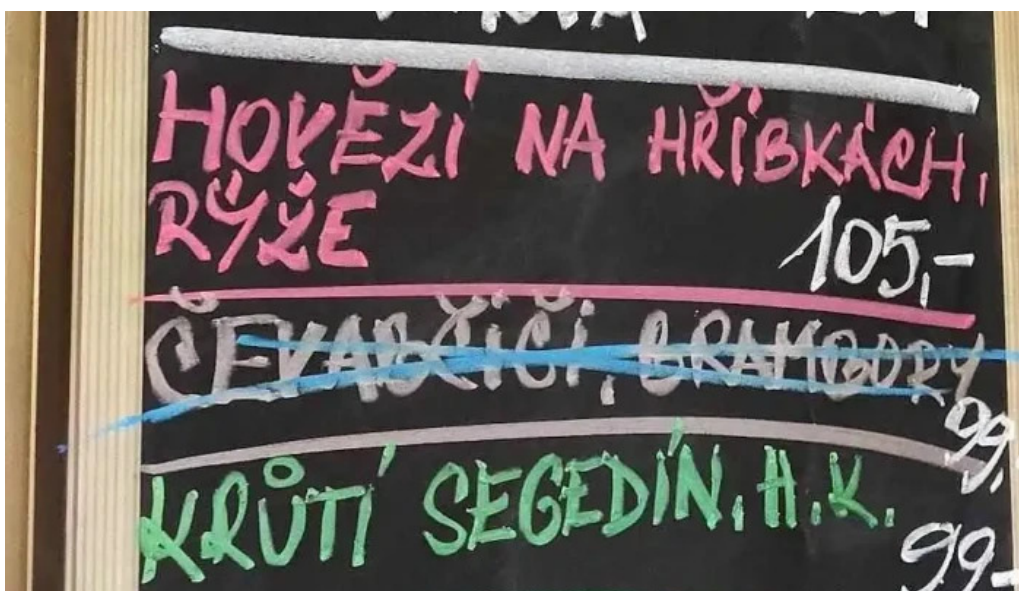 HOVĚZÍ NA HŘÍBKÁCH,
RÝŽE
105,-
ČEVABČIČI, BRAMBORY
99,
KRŮTÍ SEGEDÍN, H.K.
99-